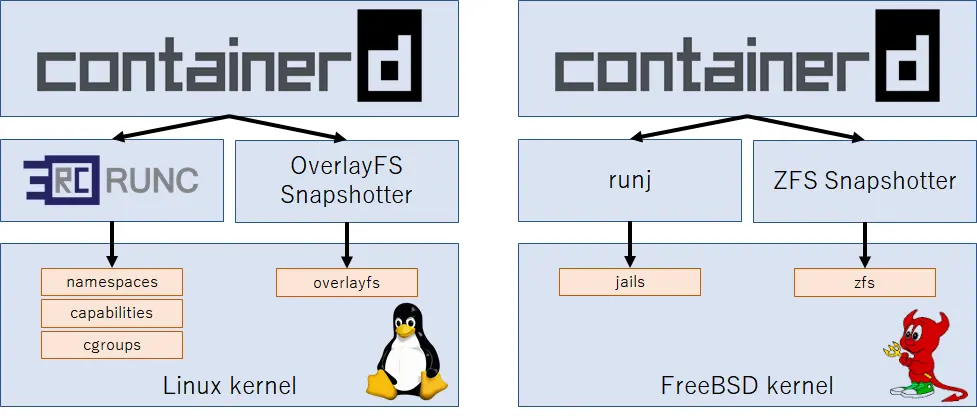 containerd
RC RUNC
OverlayFS
Snapshotter
namespaces
capabilities
cgroups
overlayfs
Linux kernel
containerd
runj
ZFS Snapshotter
jails
zfs
FreeBSD kernel